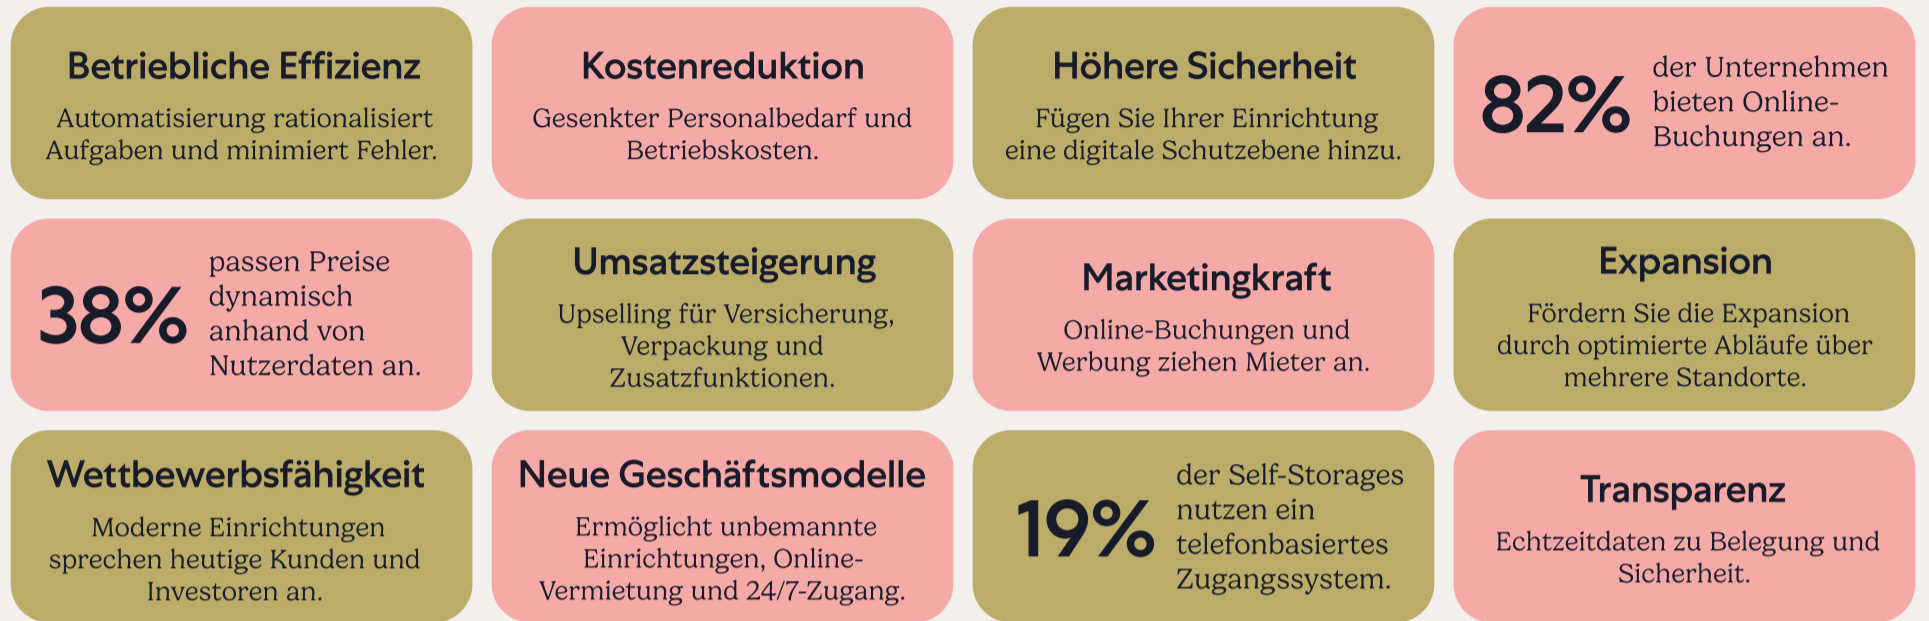 Betriebliche Effizienz
Automatisierung rationalisiert
Aufgaben und minimiert Fehler.
Kostenreduktion
Gesenkter Personalbedarf und
Betriebskosten.
Höhere Sicherheit
Fügen Sie Ihrer Einrichtung
eine digitale Schutzebene hinzu.
82%
der Unternehmen
bieten Online-
Buchungen an.
38%
passen Preise
dynamisch
anhand von
Nutzerdaten an.
Umsatzsteigerung
Upselling für Versicherung,
Verpackung und
Zusatzfunktionen.
Marketingkraft
Online-Buchungen und
Werbung ziehen Mieter an.
Expansion
Fördern Sie die Expansion
durch optimierte Abläufe über
mehrere Standorte.
Wettbewerbsfähigkeit
Moderne Einrichtungen
sprechen heutige Kunden und
Investoren an.
Neue Geschäftsmodelle
Ermöglicht unbemannte
Einrichtungen, Online-
Vermietung und 24/7-Zugang.
19%
der Self-Storages
nutzen ein
telefonbasiertes
Zugangssystem.
Transparenz
Echtzeitdaten zu Belegung und
Sicherheit.